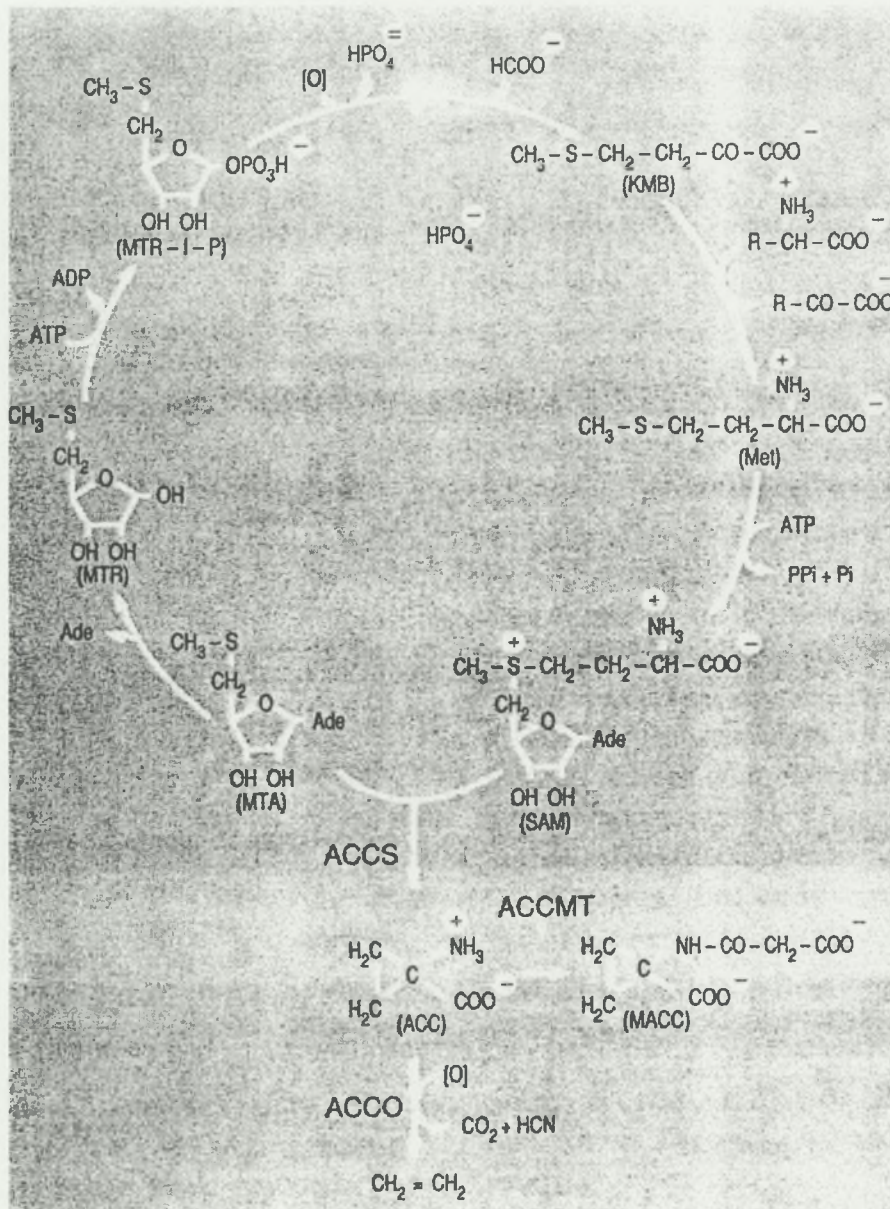 CH₃-S [O] HPO₄⁼ HCOO⁻
CH₂
O
OPO₃H⁻
CH₃-S-CH₂-CH₂-CO-COO⁻
(KMB)
OH OH
(MTR-I-P)
HPO₄⁻
+
NH₃
R-CH-COO⁻
ADP
R-CO-COO⁻
ATP
+
NH₃
CH₃-S
CH₃-S-CH₂-CH₂-CH-COO⁻
(Met)
CH₂
O
OH
ATP
OH OH
(MTR)
PPi + Pi
Ade
CH₃-S
+ +
NH₃
CH₃-S-CH₂-CH₂-CH-COO⁻
CH₂
O
Ade
CH₂
O
Ade
OH OH
(MTA)
OH OH
(SAM)
ACCS
ACCMT
+
H₂C NH₃ H₂C NH-CO-CH₂-COO⁻
C C
H₂C COO⁻ H₂C COO⁻
(ACC) (MACC)
[O]
ACCO
CO₂ + HCN
CH₂ = CH₂